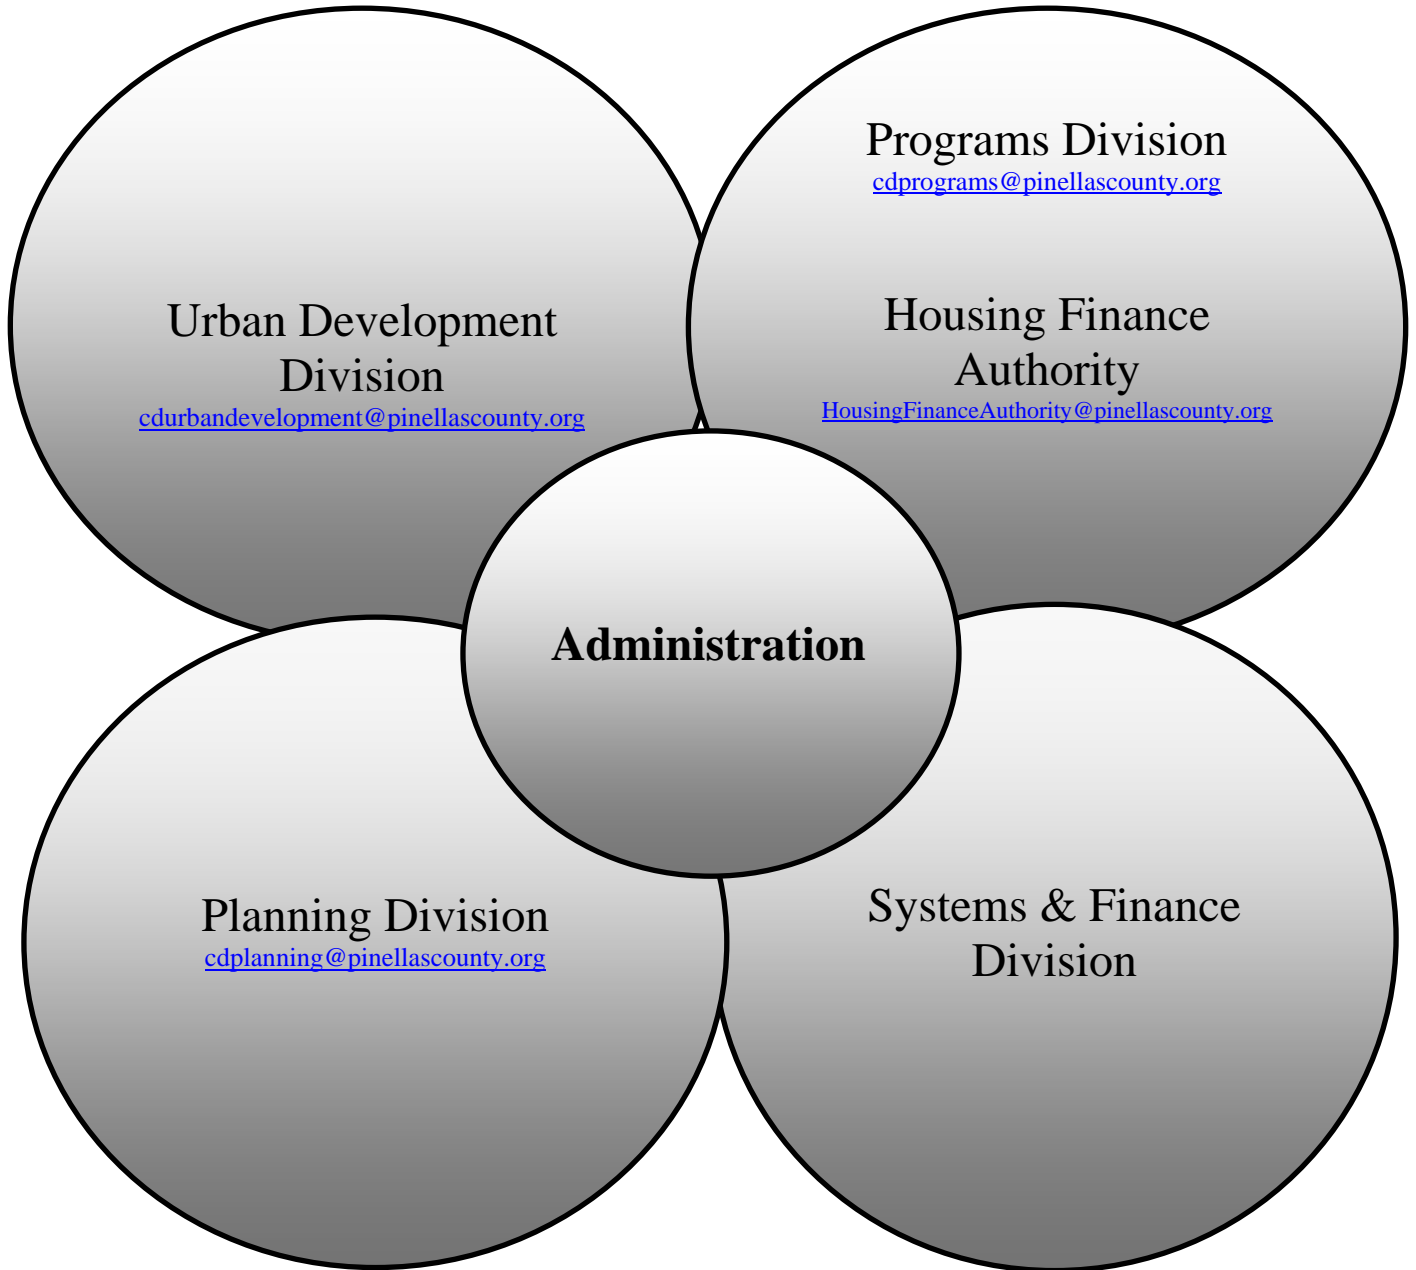 Programs Division
cdprograms@pinellascounty.org
Urban Development
Division
cdurbandevelopment@pinellascounty.org
Housing Finance
Authority
HousingFinanceAuthority@pinellascounty.org
Administration
Planning Division
cdplanning@pinellascounty.org
Systems & Finance
Division